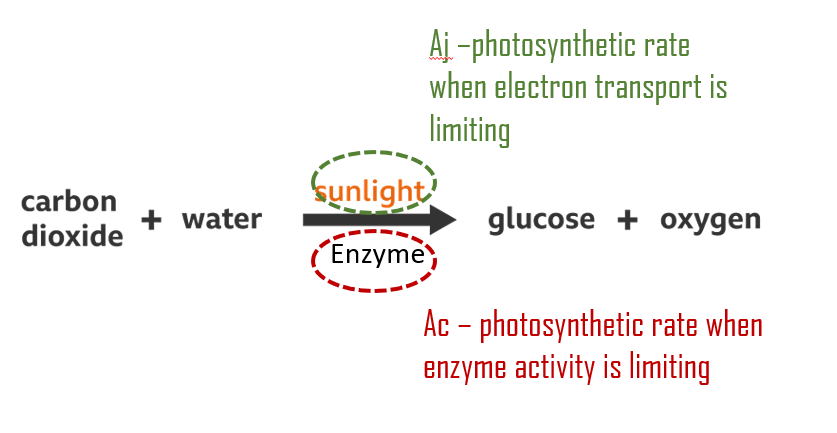 Aj –photosynthetic rate
when electron transport is
limiting
sunlight
carbon
dioxide + water glucose + oxygen
Enzyme
Ac – photosynthetic rate when
enzyme activity is limiting